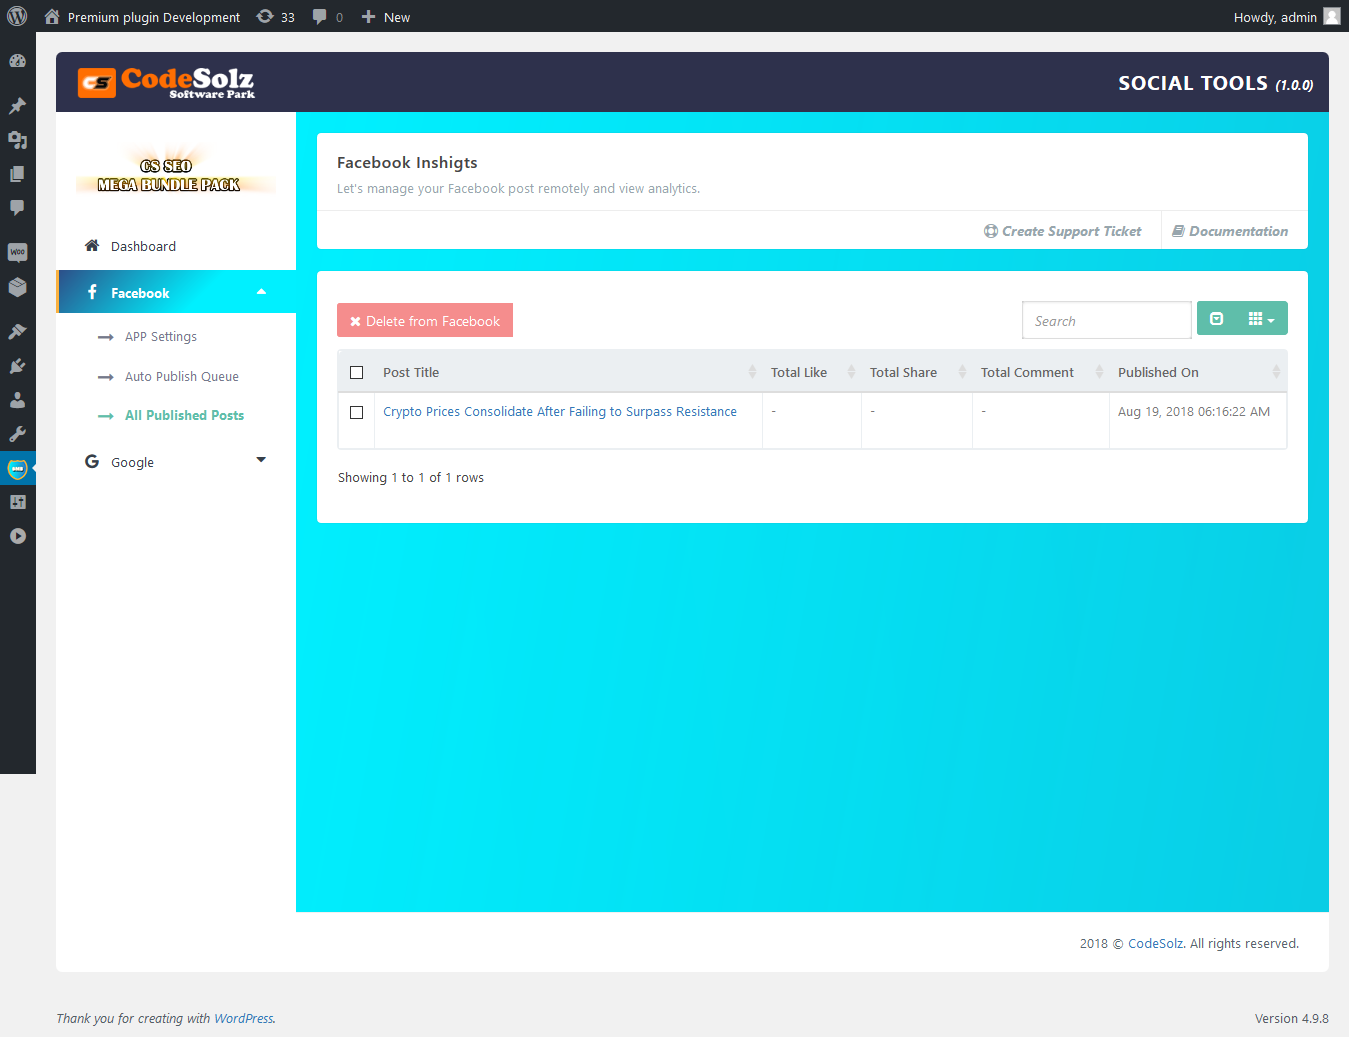 Premium plugin Development 33 0 New Howdy, admin
CS CodeSolz
Software Park
SOCIAL TOOLS (1.0.0)
CS SEO
MEGA BUNDLE PACK
Dashboard
Facebook
APP Settings
Auto Publish Queue
All Published Posts
Google
Facebook Inshigts
Let's manage your Facebook post remotely and view analytics.
Create Support Ticket Documentation
Delete from Facebook Search
Post Title Total Like Total Share Total Comment Published On
Crypto Prices Consolidate After Failing to Surpass Resistance - - - Aug 19, 2018 06:16:22 AM
Showing 1 to 1 of 1 rows
2018 © CodeSolz. All rights reserved.
Thank you for creating with WordPress. Version 4.9.8